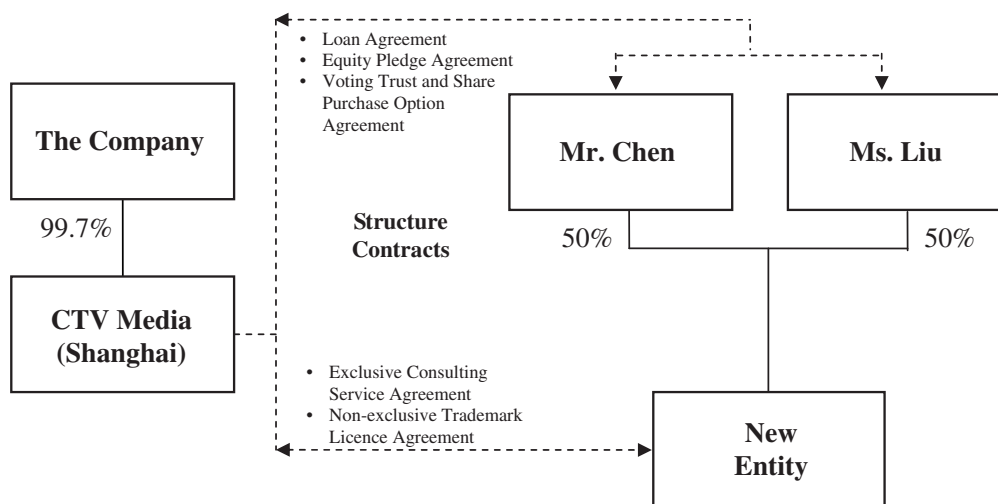 • Loan Agreement
• Equity Pledge Agreement
• Voting Trust and Share
Purchase Option
Agreement
The Company
Mr. Chen
Ms. Liu
99.7%
Structure
Contracts
50%
50%
CTV Media
(Shanghai)
• Exclusive Consulting
Service Agreement
• Non-exclusive Trademark
Licence Agreement
New
Entity